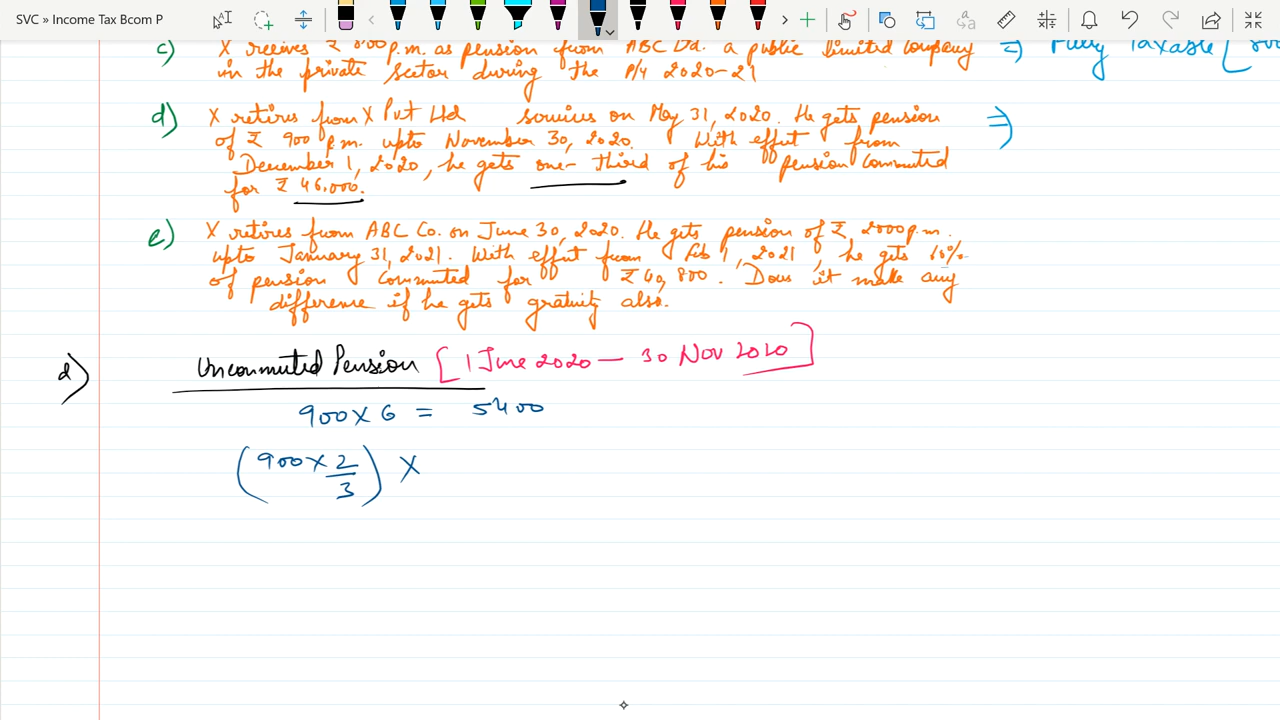 SVC » Income Tax Bcom P
c) X receives ₹ 800 p.m. as pension from ABC Ltd. a public limited company => Fully Taxable [ 800
in the private sector during the P/Y 2020-21
d) X retires from X Pvt Ltd services on May 31, 2020. He gets pension =>
of ₹ 900 p.m. upto November 30, 2020. With effect from
December 1, 2020, he gets one-third of his pension commuted
for ₹ 46,000.
e) X retires from ABC Co. on June 30, 2020. He gets pension of ₹ 2000 p.m.
upto January 31, 2021. With effect from Feb 1, 2021, he gets 60%
of pension commuted for ₹ 40,800. Does it make any
difference if he gets gratuity also.
d) Uncommuted Pension [1 June 2020 — 30 Nov 2020]
900 X 6 = 5400
(900 X 2/3) X